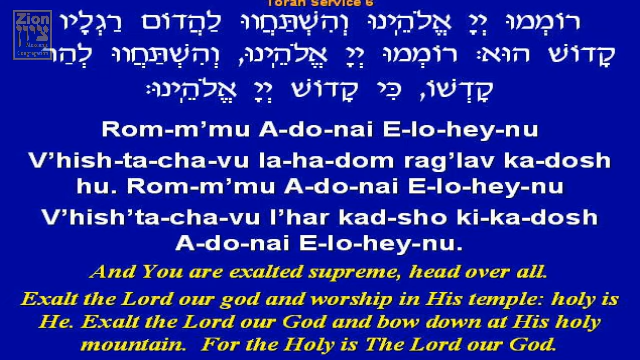 Torah Service 6
Zion
ציון
Messianic
Congregation
רוֹמְמוּ יְיָ אֱלֹהֵֽינוּ וְהִשְׁתַּחֲווּ לַהֲדוֹם רַגְלָיו
קָדוֹשׁ הוּא: רוֹמְמוּ יְיָ אֱלֹהֵֽינוּ, וְהִשְׁתַּחֲווּ לְהַר
קָדְשׁוֹ, כִּי קָדוֹשׁ יְיָ אֱלֹהֵֽינוּ:
Rom-m’mu A-do-nai E-lo-hey-nu
V’hish-ta-cha-vu la-ha-dom rag’lav ka-dosh
hu. Rom-m’mu A-do-nai E-lo-hey-nu
V’hish’ta-cha-vu l’har kad-sho ki-ka-dosh
A-do-nai E-lo-hey-nu.
And You are exalted supreme, head over all.
Exalt the Lord our god and worship in His temple: holy is
He. Exalt the Lord our God and bow down at His holy
mountain. For the Holy is The Lord our God.